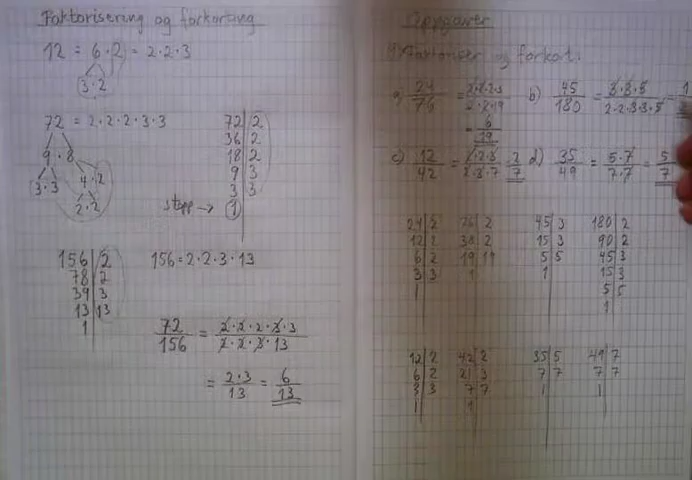 Faktorisering og forkorting
12 = 6·2 = 2·2·3
3·2
72 = 2·2·2·3·3
9·8
3·3 4·2
2·2
72|2
36|2
18|2
9|3
3|3
stopp → 1
156|2
78|2
39|3
13|13
1
156=2·2·3·13
72/156 = 2·2·2·3·3/2·2·3·13
= 2·3/13 = 6/13
Oppgaver
1) Faktoriser og forkort.
a) 24/76 = 2·2·2·3/2·2·19
= 6/19
b) 45/180 = 3·3·5/2·2·3·3·5 = 1
c) 12/42 = 2·2·3/2·3·7 2/7
d) 35/49 = 5·7/7·7 = 5/7
24|2 76|2 45|3 180|2
12|2 38|2 15|3 90|2
6|2 19|19 5|5 45|3
3|3 1 1 15|3
1 5|5
1
12|2 42|2 35|5 49|7
6|2 21|3 7|7 7|7
3|3 7|7 1 1
1 1